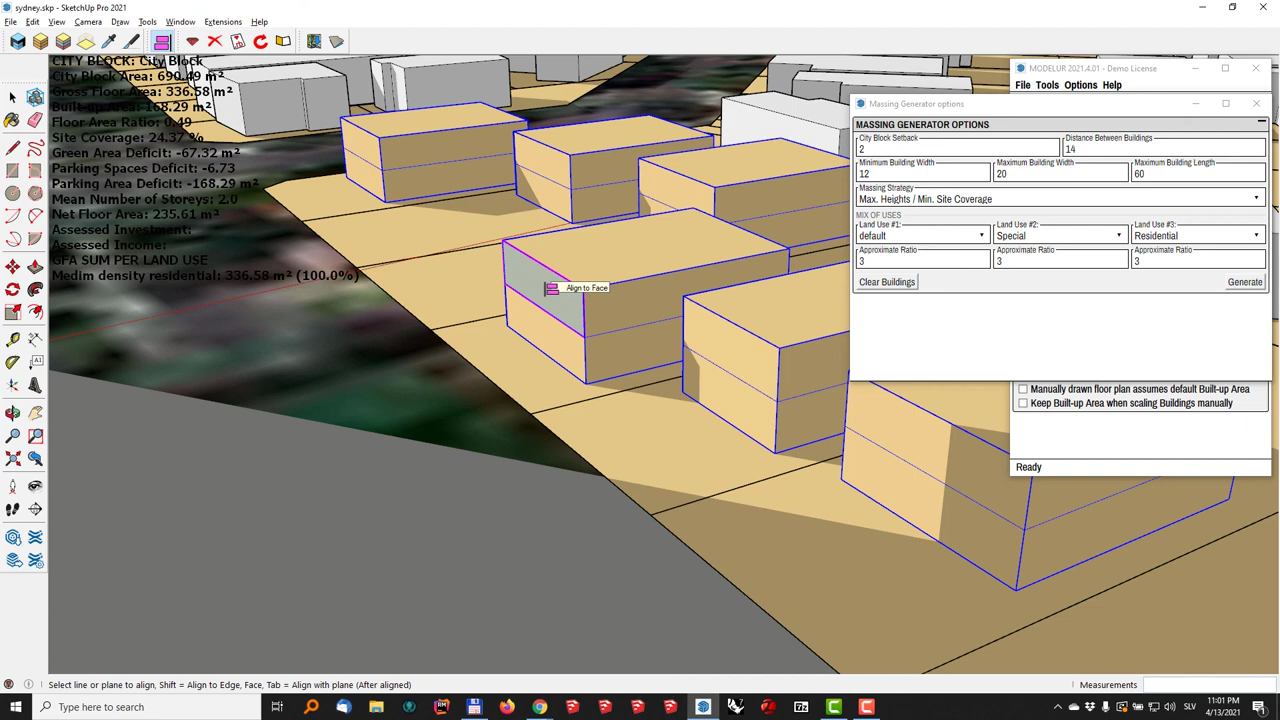 sydney.skp - SketchUp Pro 2021
File Edit View Camera Draw Tools Window Extensions Help
CITY BLOCK: City Block
City Block Area: 690.49 m²
Gross Floor Area: 336.58 m²
Built-up Area: 168.29 m²
Floor Area Ratio: 0.49
Site Coverage: 24.37 %
Green Area Deficit: -67.32 m²
Parking Spaces Deficit: -6.73
Parking Area Deficit: -168.29 m²
Mean Number of Storeys: 2.0
Net Floor Area: 235.61 m²
Assessed Investment:
Assessed Income:
GFA SUM PER LAND USE
Medim density residential: 336.58 m² (100.0%)
Align to Face
MODELUR 2021.4.01 - Demo License
File Tools Options Help
Massing Generator options
MASSING GENERATOR OPTIONS
City Block Setback Distance Between Buildings
2 14
Minimum Building Width Maximum Building Width Maximum Building Length
12 20 60
Massing Strategy
Max. Heights / Min. Site Coverage
MIX OF USES
Land Use #1: Land Use #2: Land Use #3:
default Special Residential
Approximate Ratio Approximate Ratio Approximate Ratio
3 3 3
Clear Buildings Generate
Manually drawn floor plan assumes default Built-up Area
Keep Built-up Area when scaling Buildings manually
Ready
Select line or plane to align, Shift = Align to Edge, Face, Tab = Align with plane (After aligned)
Measurements
Type here to search
SLV
11:01 PM
4/13/2021